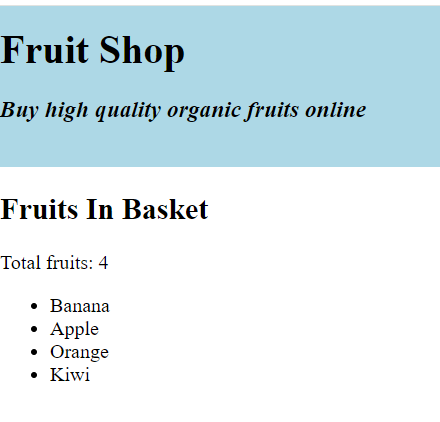 Fruit Shop
Buy high quality organic fruits online
Fruits In Basket
Total fruits: 4
Banana
Apple
Orange
Kiwi